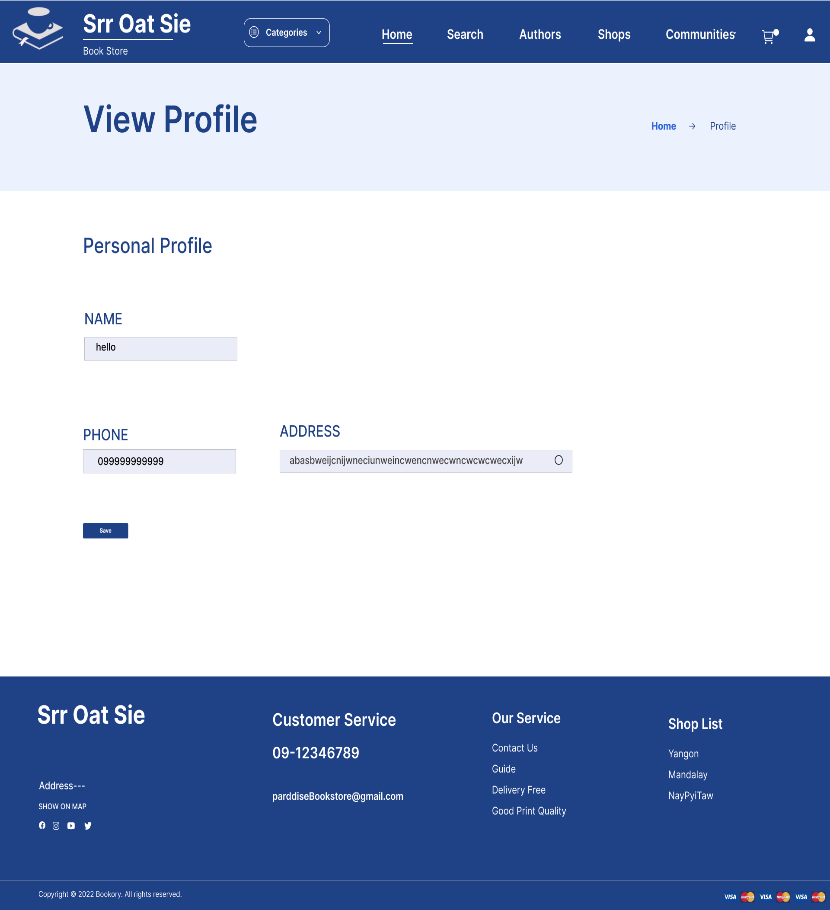 Srr Oat Sie
Book Store
Categories
Home
Search
Authors
Shops
Communities
View Profile
Home → Profile
Personal Profile
NAME
hello
PHONE
099999999999
ADDRESS
abasbweijcnijwneciunweincwencnwecwncwcwcwecxijw
Save
Srr Oat Sie
Address---
SHOW ON MAP
Customer Service
09-12346789
parddiseBookstore@gmail.com
Our Service
Contact Us
Guide
Delivery Free
Good Print Quality
Shop List
Yangon
Mandalay
NayPyiTaw
Copyright © 2022 Bookory. All rights reserved.
VISA VISA VISA